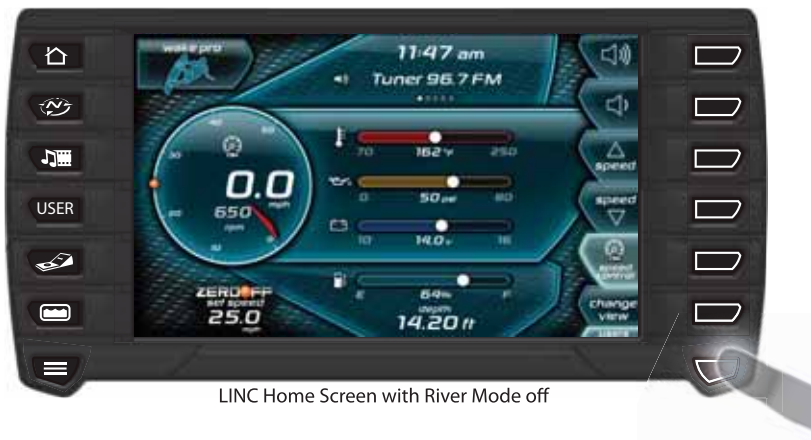 wake pro
11:47 am
Tuner 96.7 FM
USER
0.0 mph
650
rpm
70 162°F 250
0 50 psi 80
10 14.0 v 16
E 64% F
depth
14.20 ft
ZERO OFF
set speed
25.0
mph
speed
speed
speed
control
change
view
LINC Home Screen with River Mode off